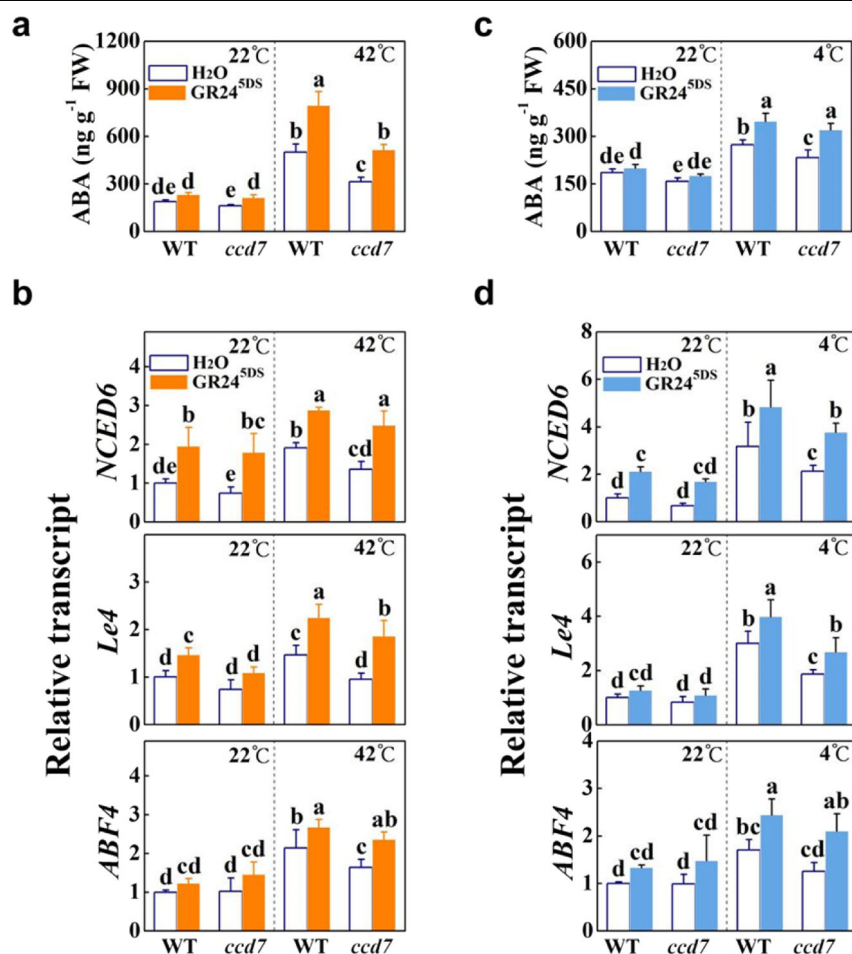 a
1200
900
600
300
0
ABA (ng g⁻¹ FW)
22°C 42°C
H₂O
GR24⁵ᴰˢ
de d e d b a c b
WT ccd7 WT ccd7
c
600
450
300
150
0
ABA (ng g⁻¹ FW)
22°C 4°C
H₂O
GR24⁵ᴰˢ
de d e de b a c a
WT ccd7 WT ccd7
b
Relative transcript
NCED6
4
3
2
1
0
22°C 42°C
H₂O
GR24⁵ᴰˢ
de b e bc b a cd a
Le4
3
2
1
0
22°C 42°C
d c d d c a d b
ABF4
4
3
2
1
0
22°C 42°C
d cd d cd b a c ab
WT ccd7 WT ccd7
d
Relative transcript
NCED6
8
6
4
2
0
22°C 4°C
H₂O
GR24⁵ᴰˢ
d c d cd b a c b
Le4
6
4
2
0
22°C 4°C
d cd d d b a c b
ABF4
4
3
2
1
0
22°C 4°C
d cd d cd bc a cd ab
WT ccd7 WT ccd7